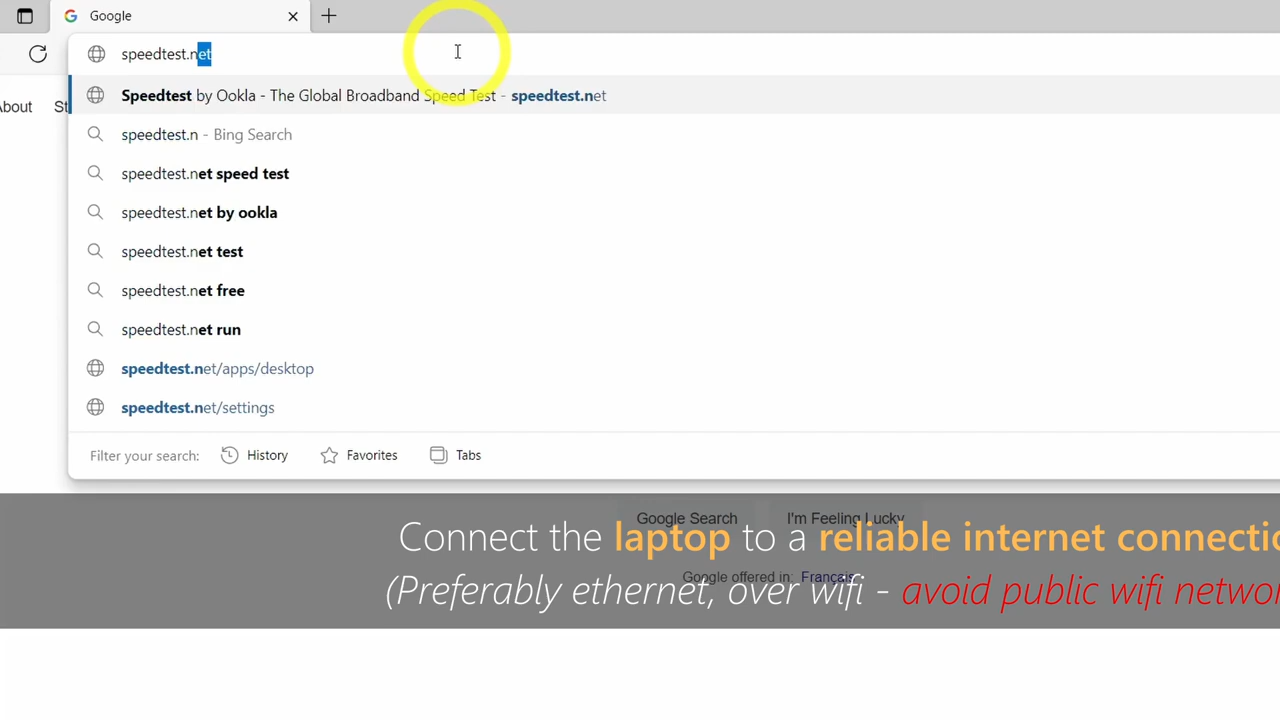 Google
speedtest.net
Speedtest by Ookla - The Global Broadband Speed Test - speedtest.net
speedtest.n - Bing Search
speedtest.net speed test
speedtest.net by ookla
speedtest.net test
speedtest.net free
speedtest.net run
speedtest.net/apps/desktop
speedtest.net/settings
Filter your search: History Favorites Tabs
About
Google Search I'm Feeling Lucky
Connect the laptop to a reliable internet connectio
Google offered in: Français
(Preferably ethernet, over wifi - avoid public wifi networ